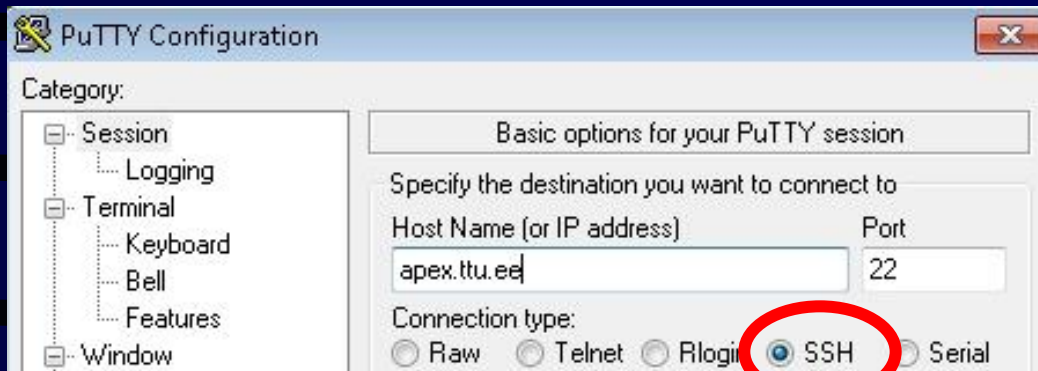 PuTTY Configuration
Category:
Session
Logging
Terminal
Keyboard
Bell
Features
Window
Basic options for your PuTTY session
Specify the destination you want to connect to
Host Name (or IP address) Port
apex.ttu.ee 22
Connection type:
Raw Telnet Rlogin SSH Serial